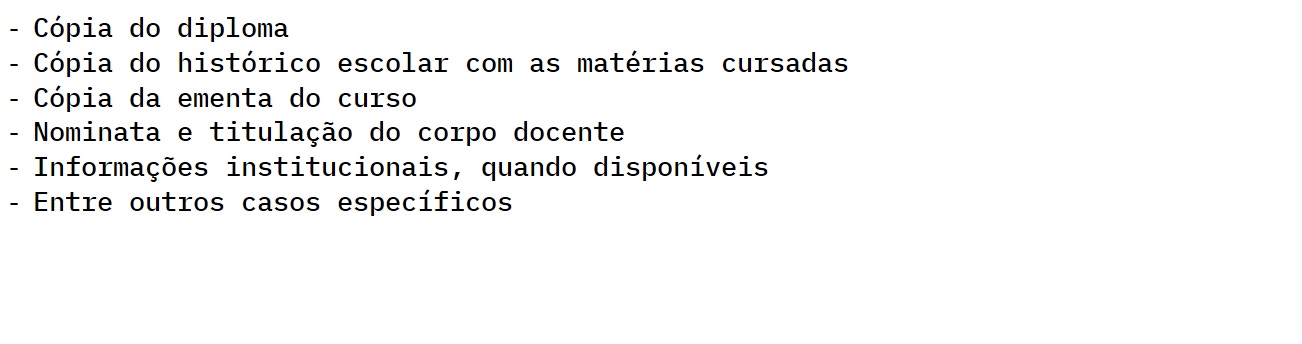 - Cópia do diploma
- Cópia do histórico escolar com as matérias cursadas
- Cópia da ementa do curso
- Nominata e titulação do corpo docente
- Informações institucionais, quando disponíveis
- Entre outros casos específicos